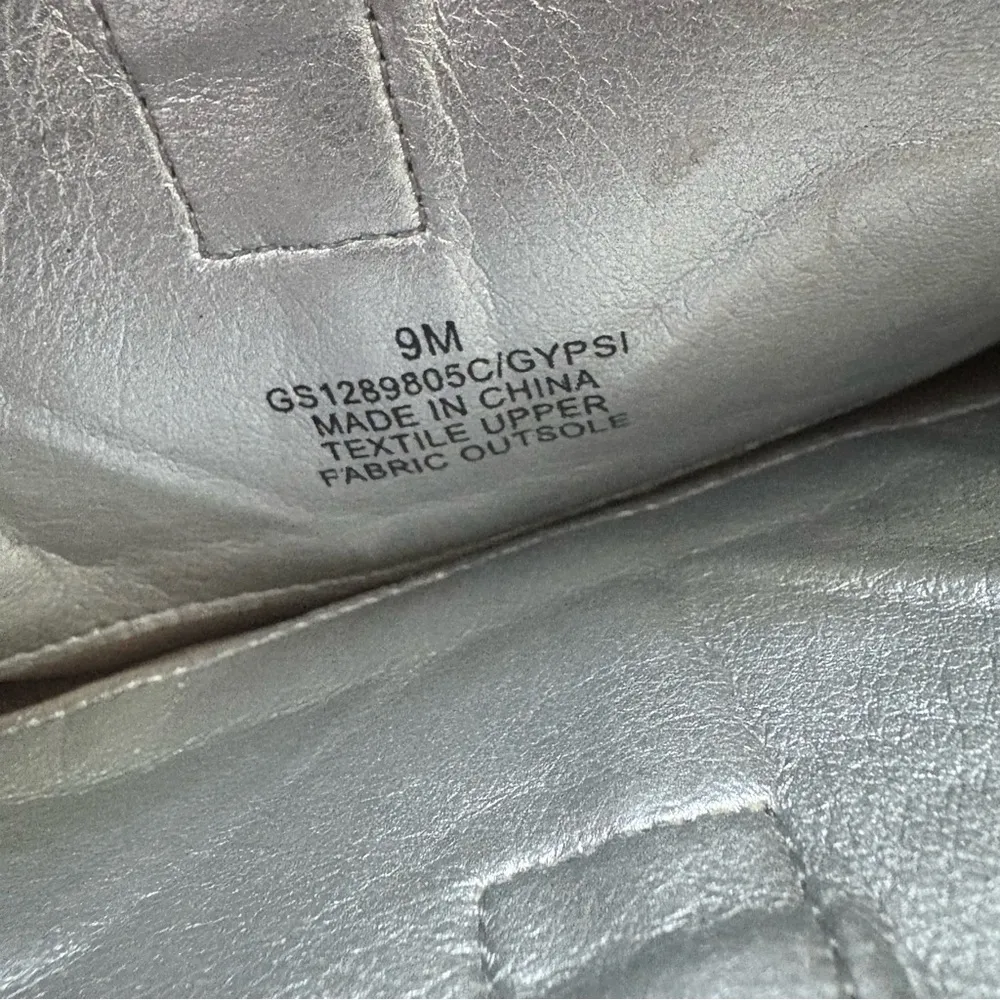 9M
GS1289805C/GYPSI
MADE IN CHINA
TEXTILE UPPER
FABRIC OUTSOLE